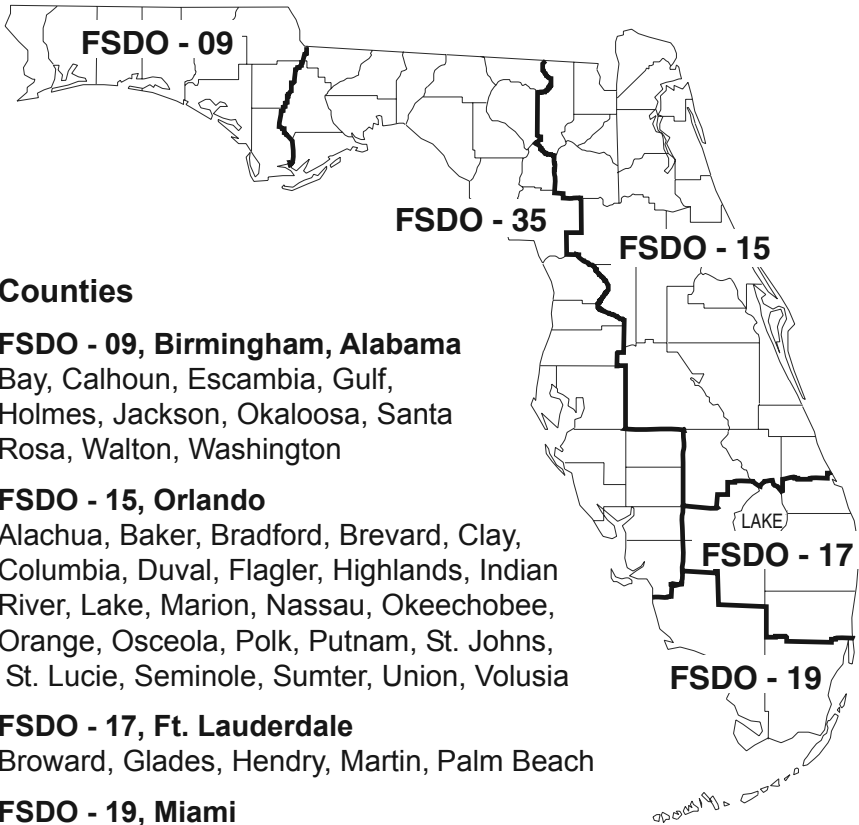 FSDO - 09
FSDO - 35
FSDO - 15
Counties
FSDO - 09, Birmingham, Alabama
Bay, Calhoun, Escambia, Gulf,
Holmes, Jackson, Okaloosa, Santa
Rosa, Walton, Washington
FSDO - 15, Orlando
Alachua, Baker, Bradford, Brevard, Clay,
Columbia, Duval, Flagler, Highlands, Indian
River, Lake, Marion, Nassau, Okeechobee,
Orange, Osceola, Polk, Putnam, St. Johns,
St. Lucie, Seminole, Sumter, Union, Volusia
LAKE
FSDO - 17
FSDO - 19
FSDO - 17, Ft. Lauderdale
Broward, Glades, Hendry, Martin, Palm Beach
FSDO - 19, Miami